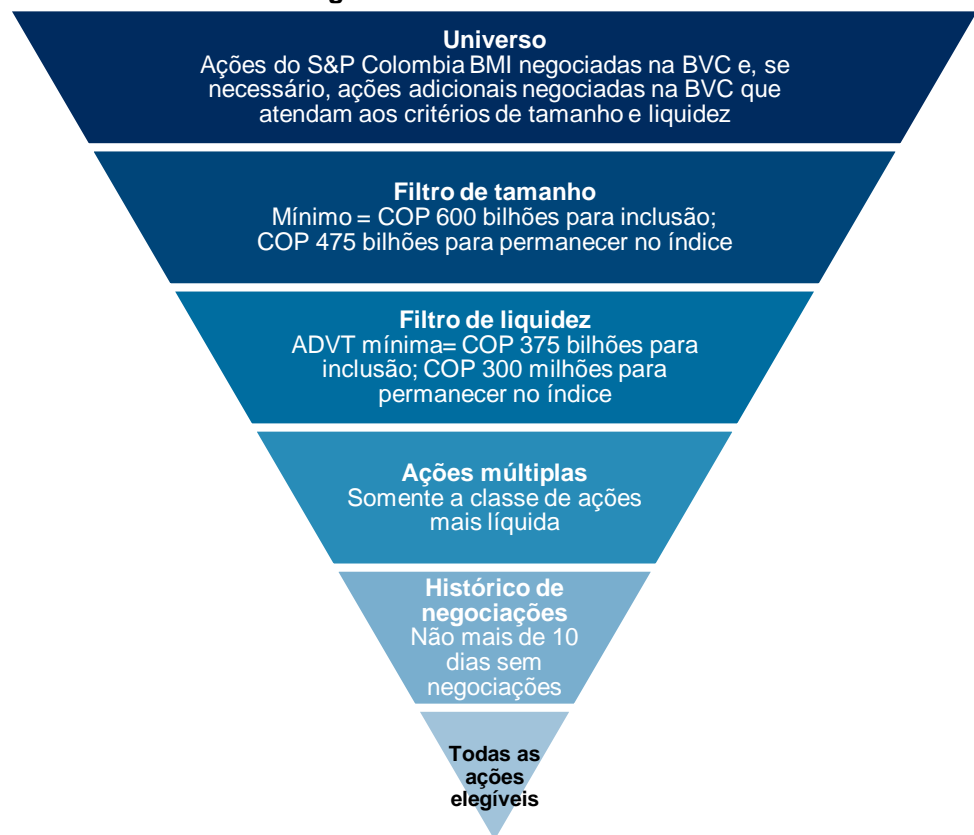 Universo
Ações do S&P Colombia BMI negociadas na BVC e, se
necessário, ações adicionais negociadas na BVC que
atendam aos critérios de tamanho e liquidez
Filtro de tamanho
Mínimo = COP 600 bilhões para inclusão;
COP 475 bilhões para permanecer no índice
Filtro de liquidez
ADVT mínima= COP 375 bilhões para
inclusão; COP 300 milhões para
permanecer no índice
Ações múltiplas
Somente a classe de ações
mais líquida
Histórico de
negociações
Não mais de 10
dias sem
negociações
Todas as
ações
elegíveis